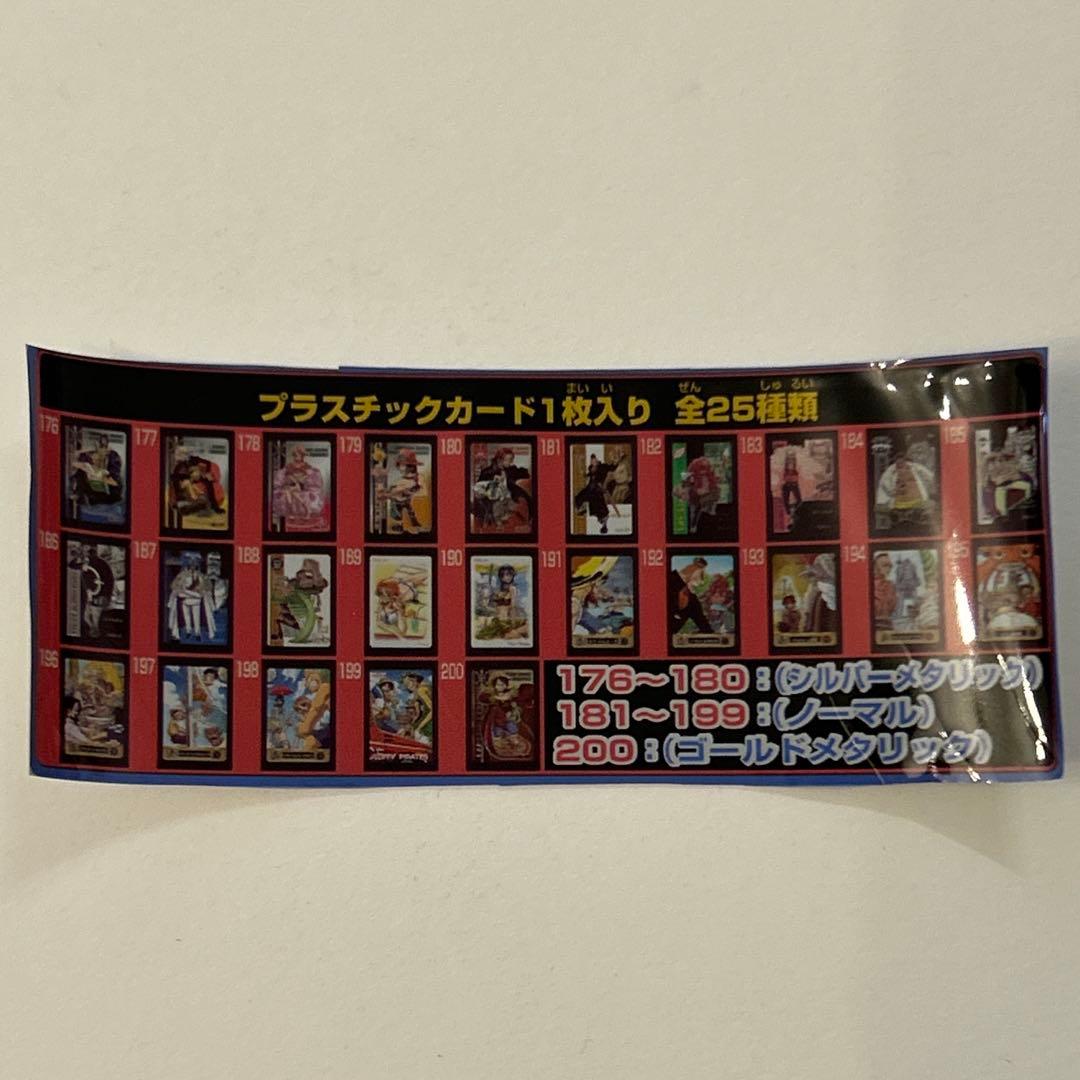 まい い ぜん しゅ るい
プラスチックカード1枚入り 全25種類
176 177 178 179 180 181 182 183 184 185
186 187 188 189 190 191 192 193 194 195
196 197 198 199 200
176〜180:(シルバーメタリック)
181〜199:(ノーマル)
200:(ゴールドメタリック)